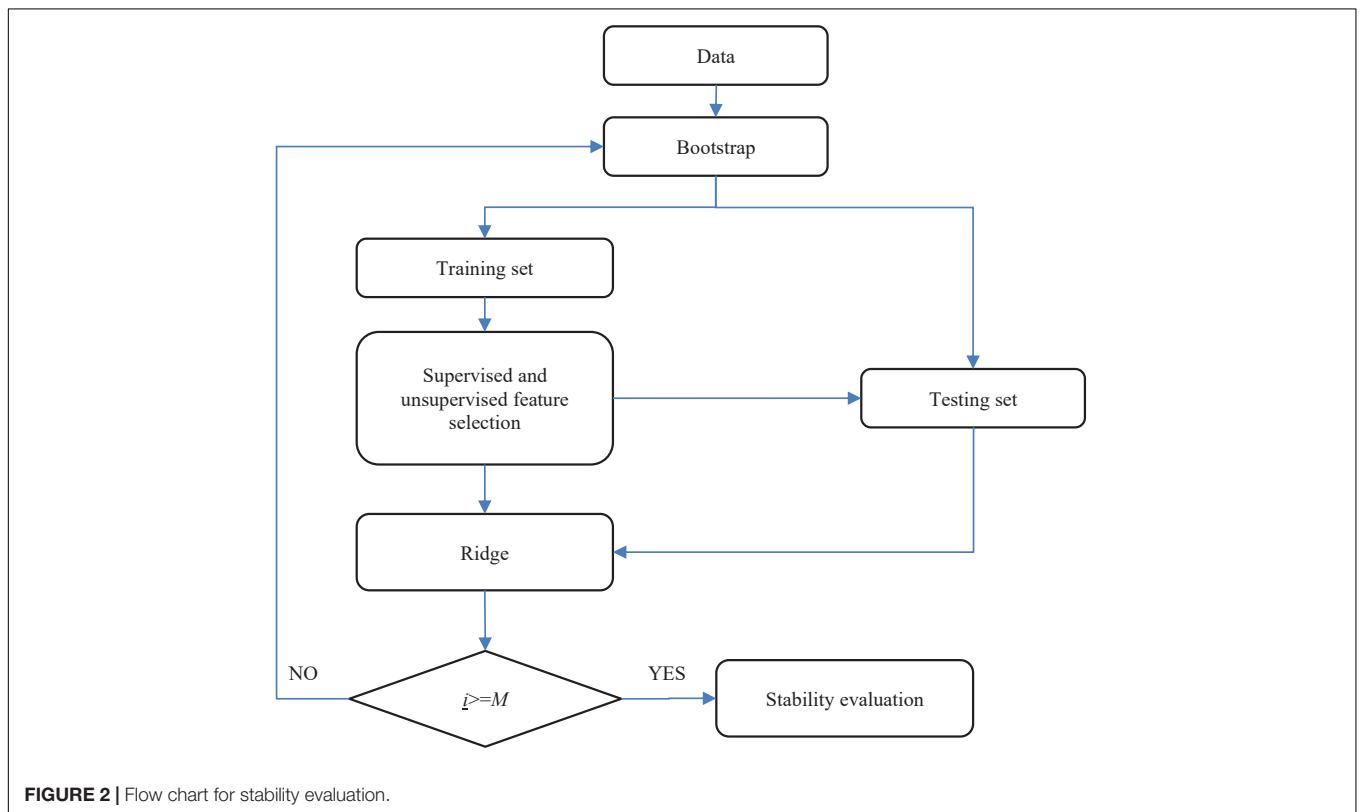 Data
Bootstrap
Training set
Supervised and
unsupervised feature
selection
Testing set
Ridge
NO
i>=M
YES
Stability evaluation
FIGURE 2 | Flow chart for stability evaluation.